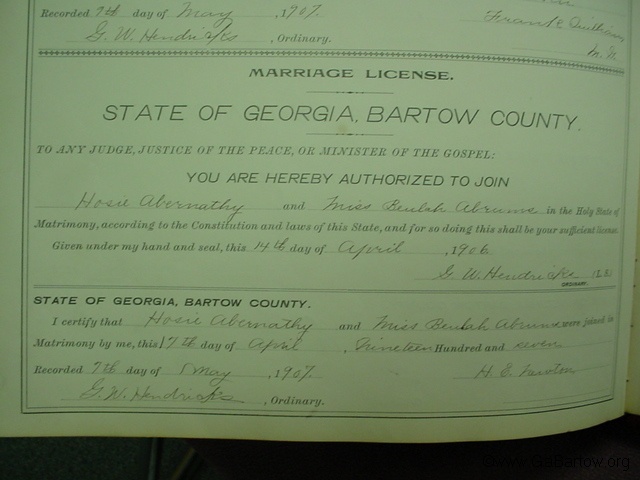 Recorded 7th day of May , 1907.
Frank Quillian
G. W. Hendricks , Ordinary.
M. G.
MARRIAGE LICENSE.
STATE OF GEORGIA, BARTOW COUNTY.
TO ANY JUDGE, JUSTICE OF THE PEACE, OR MINISTER OF THE GOSPEL:
YOU ARE HEREBY AUTHORIZED TO JOIN
Hosie Abernathy and Miss Beulah Abrums in the Holy State of
Matrimony, according to the Constitution and laws of this State, and for so doing this shall be your sufficient license.
Given under my hand and seal, this 14th day of April , 1906.
G. W. Hendricks
ORDINARY.
STATE OF GEORGIA, BARTOW COUNTY.
I certify that Hosie Abernathy and Miss Beulah Abrums were joined in
Matrimony by me, this 17th day of April , Nineteen Hundred and seven
Recorded 7th day of May , 1907. H. E. Newton
G. W. Hendricks , Ordinary.
www.GaBartow.org